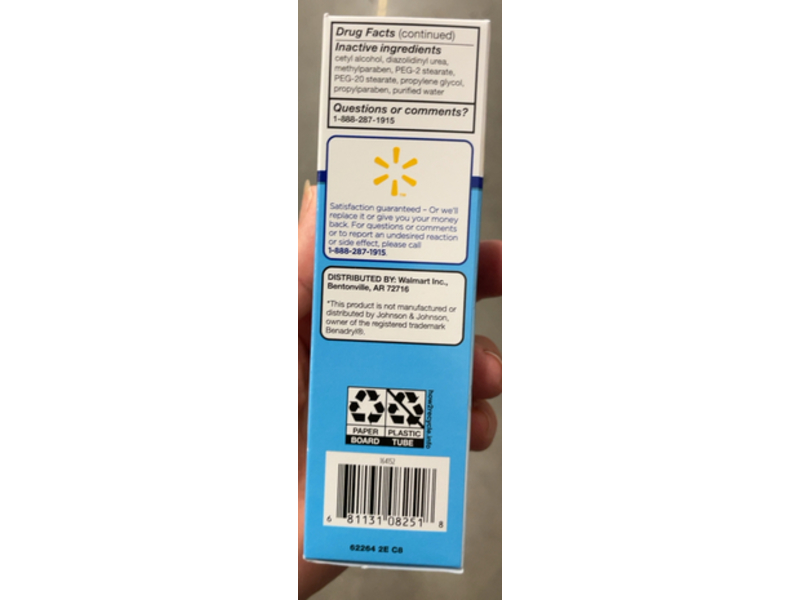 Drug Facts (continued)
Inactive ingredients
cetyl alcohol, diazolidinyl urea,
methylparaben, PEG-2 stearate,
PEG-20 stearate, propylene glycol,
propylparaben, purified water
Questions or comments?
1-888-287-1915
TM
Satisfaction guaranteed – Or we'll
replace it or give you your money
back. For questions or comments
or to report an undesired reaction
or side effect, please call
1-888-287-1915.
DISTRIBUTED BY: Walmart Inc.,
Bentonville, AR 72716
*This product is not manufactured or
distributed by Johnson & Johnson,
owner of the registered trademark
Benadryl®.
PAPER
BOARD
PLASTIC
TUBE
how2recycle.info
6 81131 08251 8
62264 2E C8